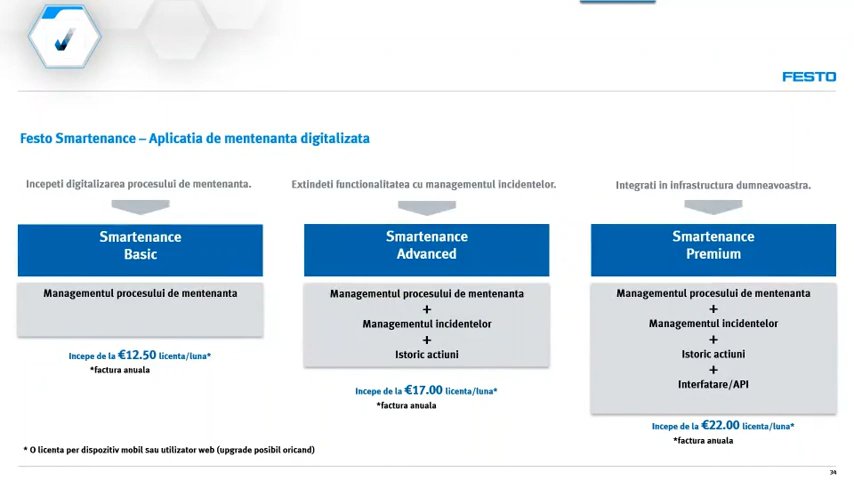 FESTO
Festo Smartenance – Aplicatia de mentenanta digitalizata
Incepeti digitalizarea procesului de mentenanta.
Smartenance
Basic
Managementul procesului de mentenanta
Incepe de la €12.50 licenta/luna*
*factura anuala
Extindeti functionalitatea cu managementul incidentelor.
Smartenance
Advanced
Managementul procesului de mentenanta
+
Managementul incidentelor
+
Istoric actiuni
Incepe de la €17.00 licenta/luna*
*factura anuala
Integrati in infrastructura dumneavoastra.
Smartenance
Premium
Managementul procesului de mentenanta
+
Managementul incidentelor
+
Istoric actiuni
+
Interfatare/API
Incepe de la €22.00 licenta/luna*
*factura anuala
* O licenta per dispozitiv mobil sau utilizator web (upgrade posibil oricand)
34